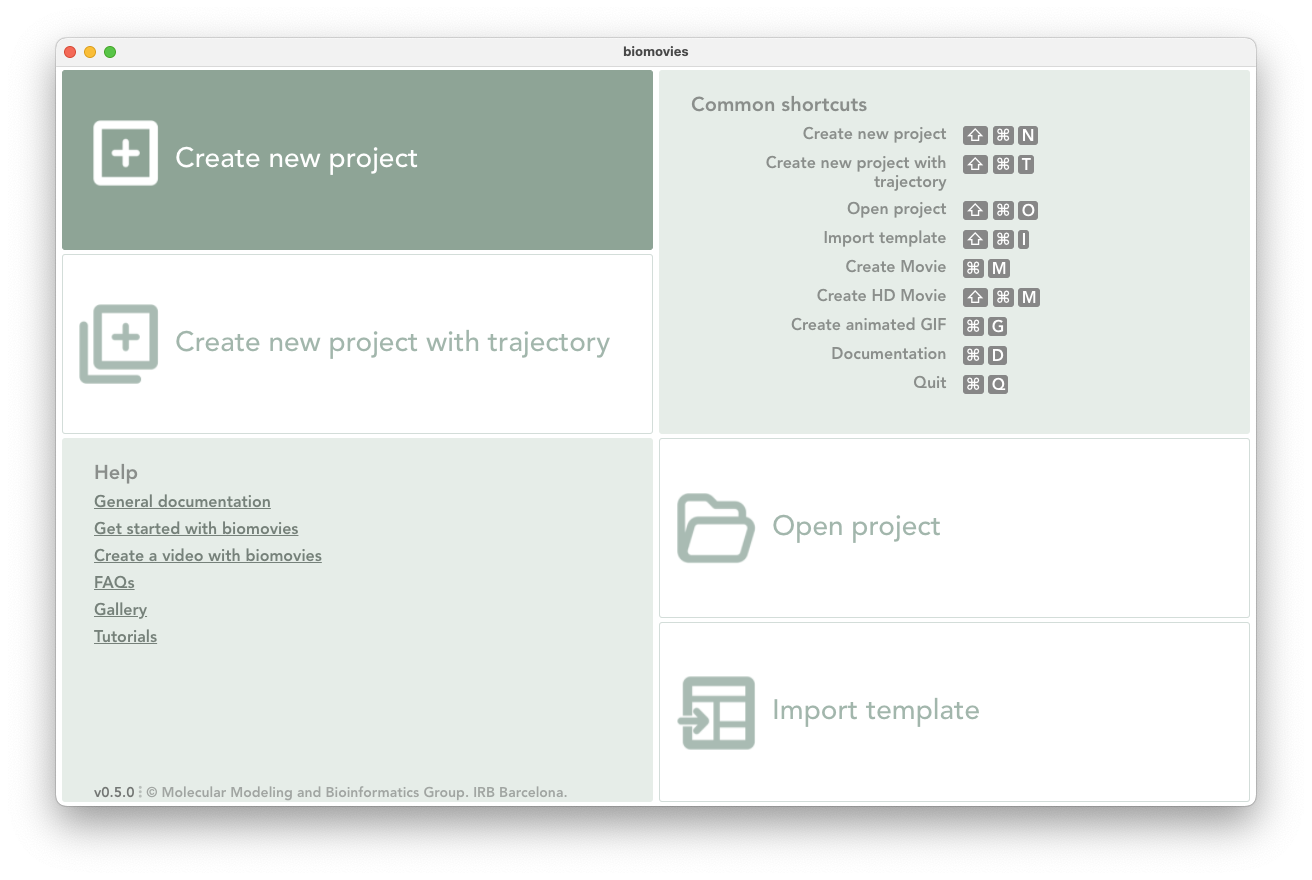 biomovies
Create new project
Create new project with trajectory
Help
General documentation
Get started with biomovies
Create a video with biomovies
FAQs
Gallery
Tutorials
v0.5.0 ⁞ © Molecular Modeling and Bioinformatics Group. IRB Barcelona.
Common shortcuts
Create new project ⇧ ⌘ N
Create new project with
trajectory ⇧ ⌘ T
Open project ⇧ ⌘ O
Import template ⇧ ⌘ I
Create Movie ⌘ M
Create HD Movie ⇧ ⌘ M
Create animated GIF ⌘ G
Documentation ⌘ D
Quit ⌘ Q
Open project
Import template